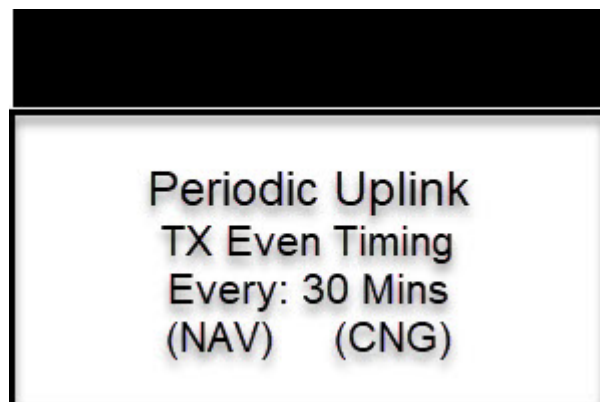 Periodic Uplink
TX Even Timing
Every: 30 Mins
(NAV) (CNG)